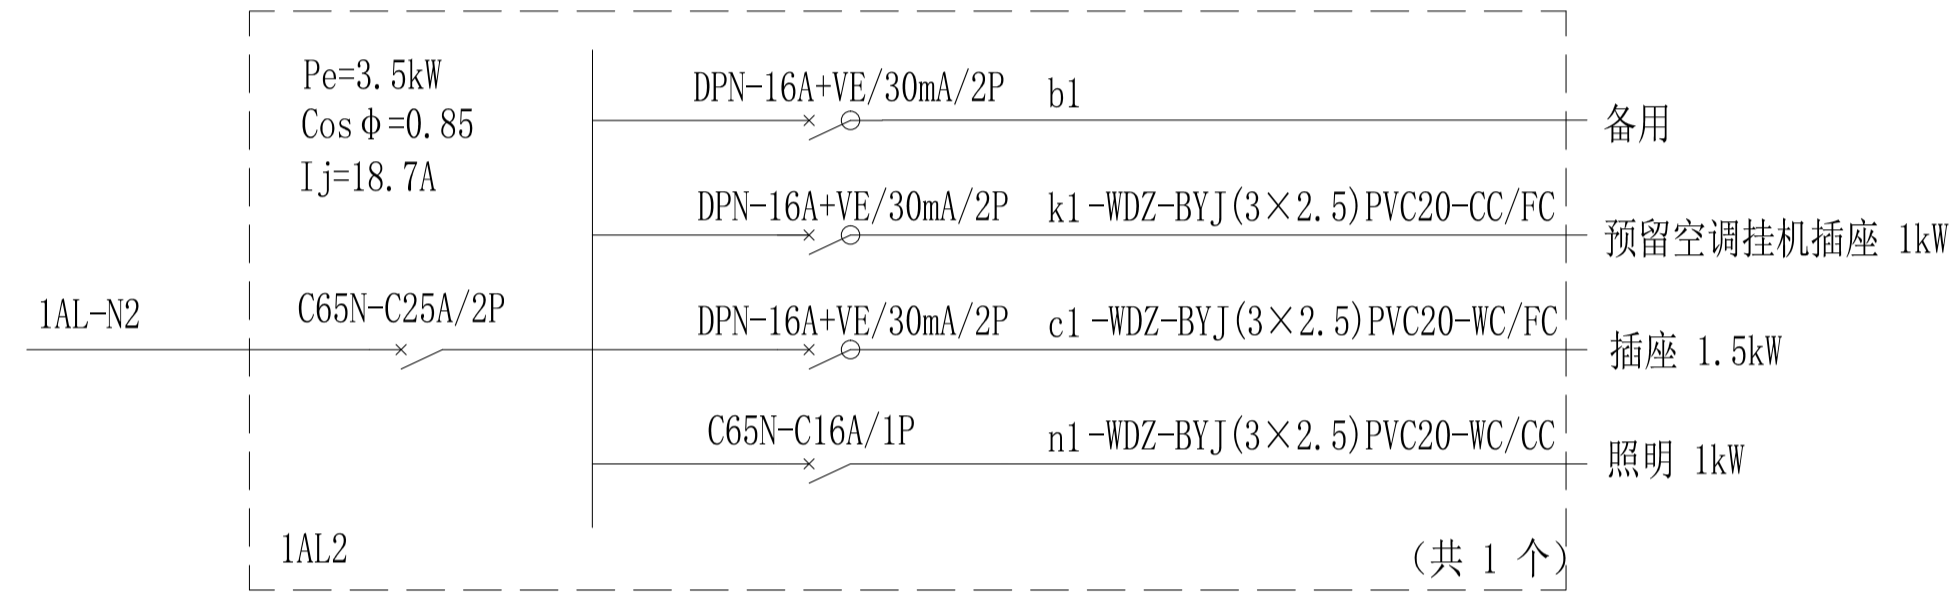 Pe=3.5kW
Cosφ=0.85
Ij=18.7A
DPN-16A+VE/30mA/2P b1
备用
DPN-16A+VE/30mA/2P k1-WDZ-BYJ(3×2.5)PVC20-CC/FC
预留空调挂机插座 1kW
1AL-N2
C65N-C25A/2P
DPN-16A+VE/30mA/2P c1-WDZ-BYJ(3×2.5)PVC20-WC/FC
插座 1.5kW
C65N-C16A/1P n1-WDZ-BYJ(3×2.5)PVC20-WC/CC
照明 1kW
1AL2
(共 1 个)